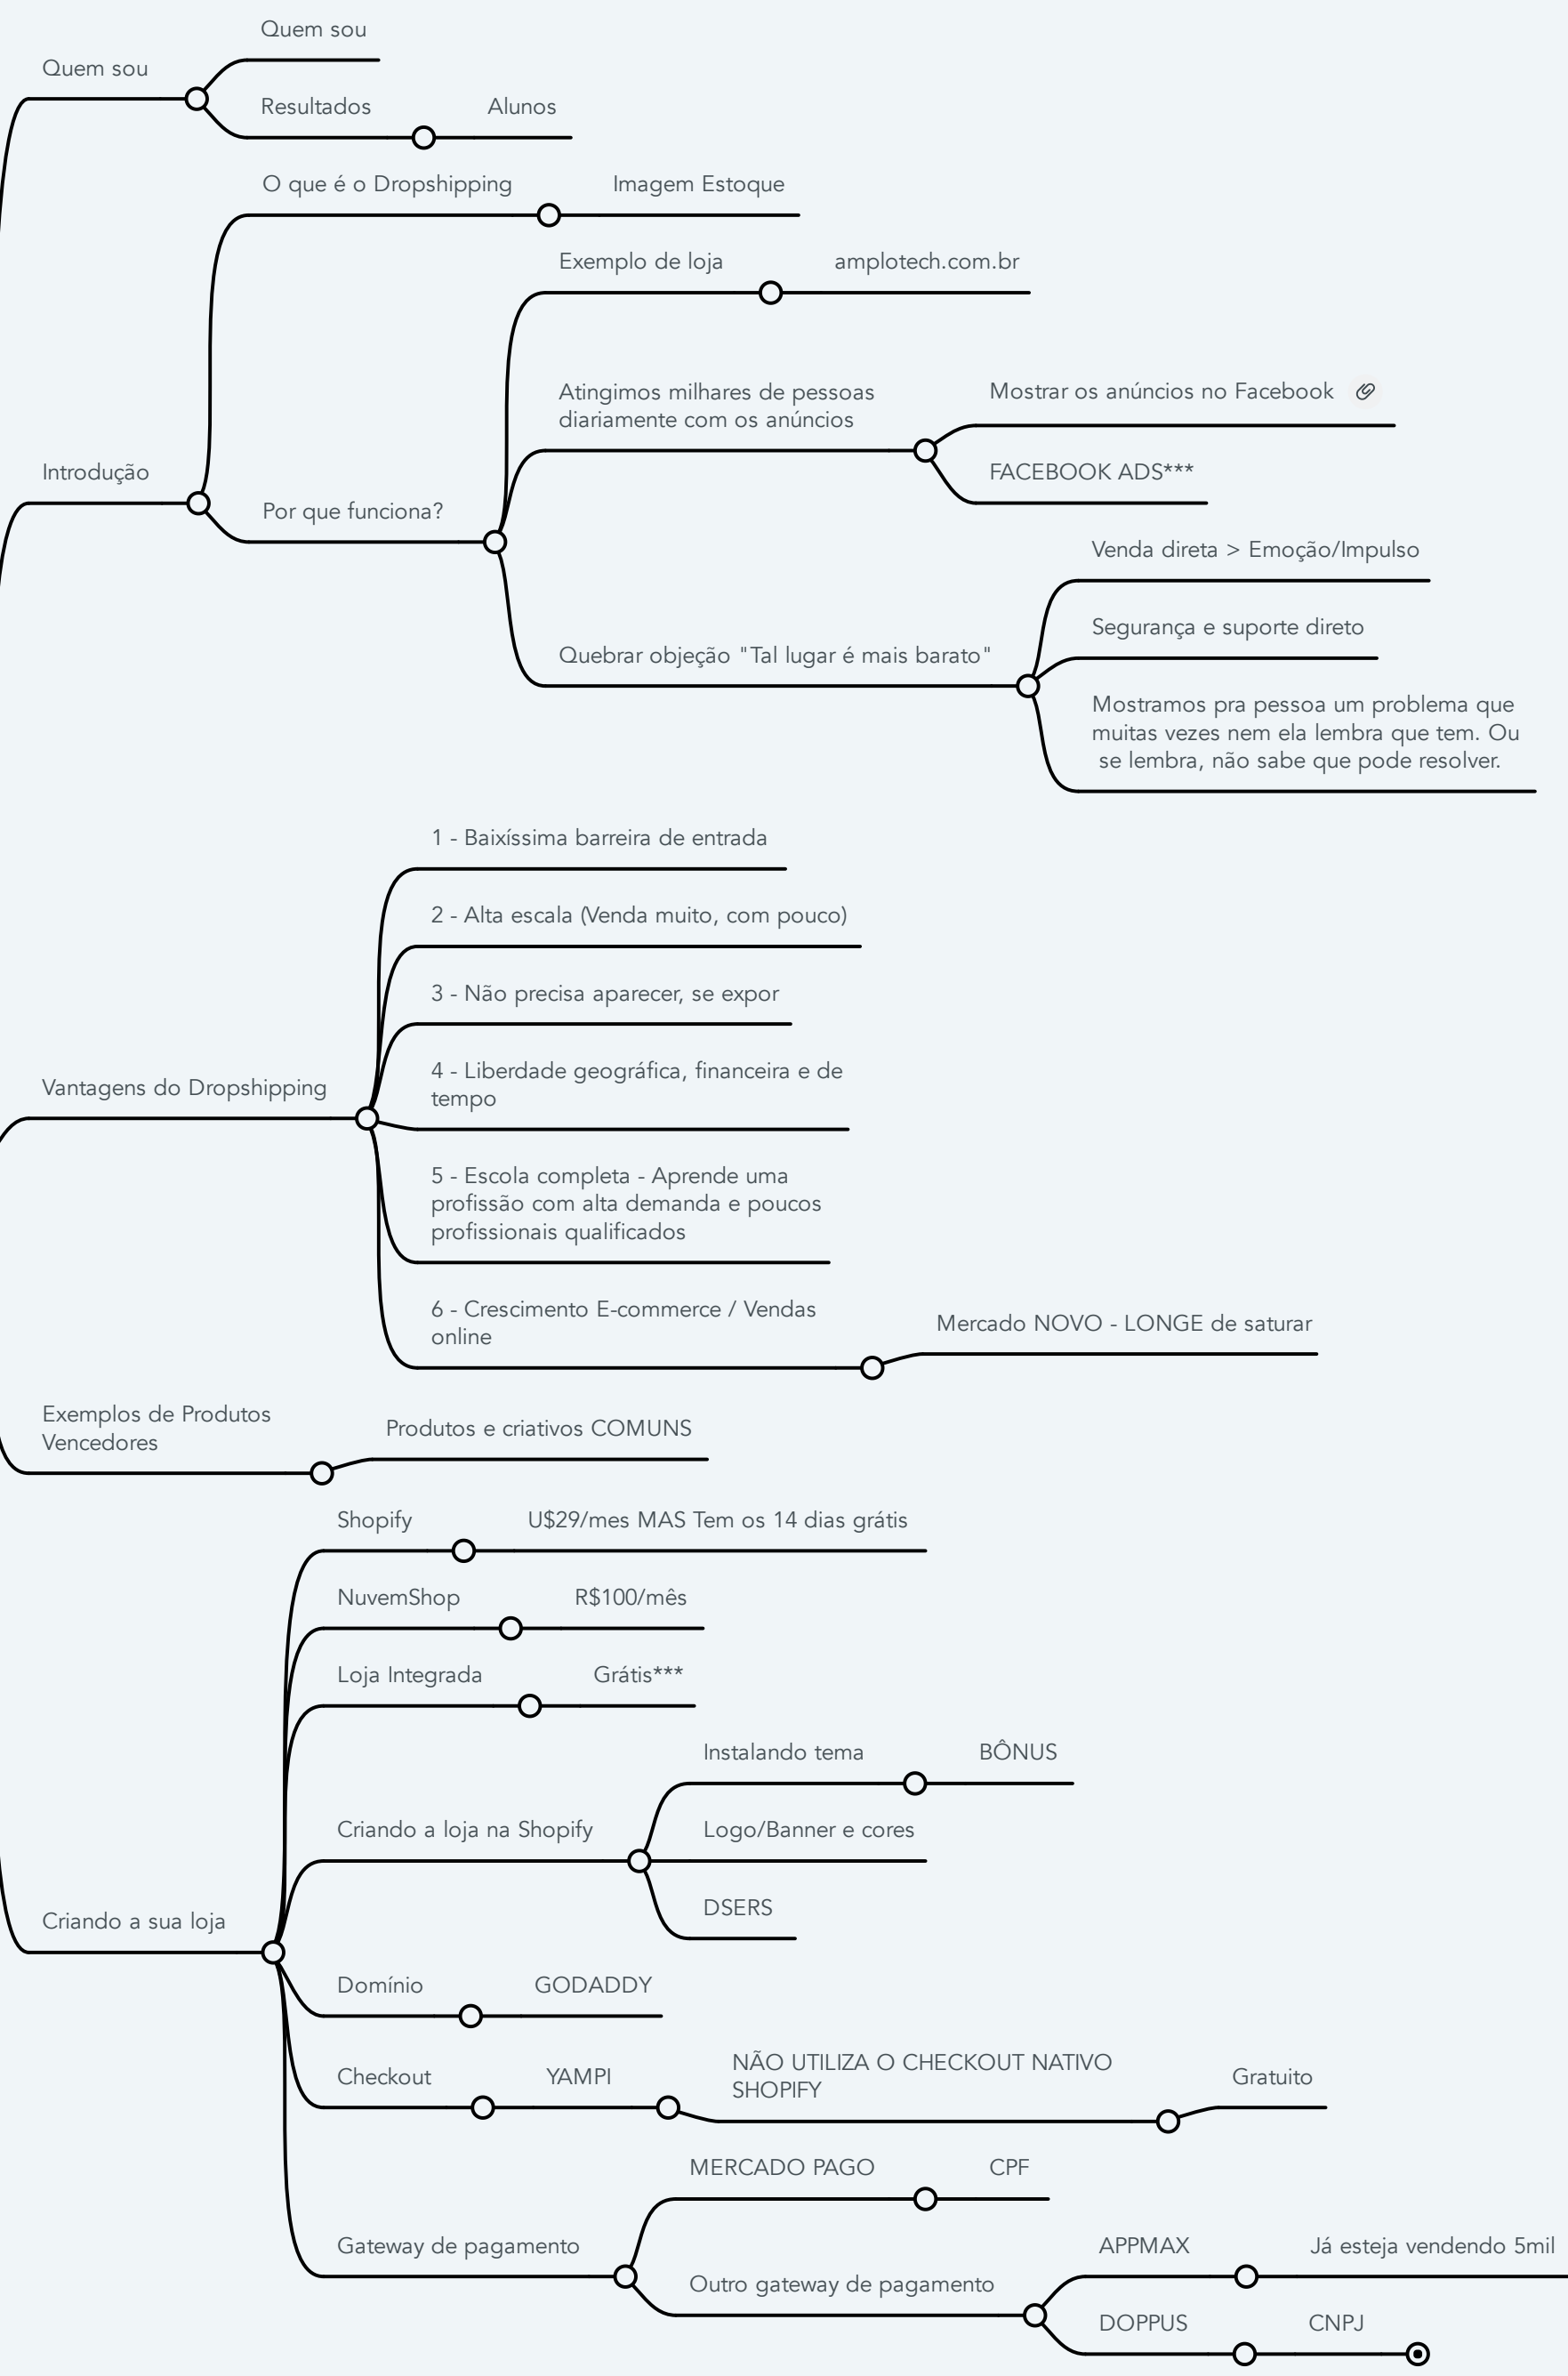 Quem sou
Quem sou
Resultados
Alunos
Introdução
O que é o Dropshipping
Imagem Estoque
Por que funciona?
Exemplo de loja
amplotech.com.br
Atingimos milhares de pessoas
diariamente com os anúncios
Mostrar os anúncios no Facebook
FACEBOOK ADS***
Quebrar objeção "Tal lugar é mais barato"
Venda direta > Emoção/Impulso
Segurança e suporte direto
Mostramos pra pessoa um problema que
muitas vezes nem ela lembra que tem. Ou
se lembra, não sabe que pode resolver.
Vantagens do Dropshipping
1 - Baixíssima barreira de entrada
2 - Alta escala (Venda muito, com pouco)
3 - Não precisa aparecer, se expor
4 - Liberdade geográfica, financeira e de
tempo
5 - Escola completa - Aprende uma
profissão com alta demanda e poucos
profissionais qualificados
6 - Crescimento E-commerce / Vendas
online
Mercado NOVO - LONGE de saturar
Exemplos de Produtos
Vencedores
Produtos e criativos COMUNS
Criando a sua loja
Shopify
U$29/mes MAS Tem os 14 dias grátis
NuvemShop
R$100/mês
Loja Integrada
Grátis***
Criando a loja na Shopify
Instalando tema
BÔNUS
Logo/Banner e cores
DSERS
Domínio
GODADDY
Checkout
YAMPI
NÃO UTILIZA O CHECKOUT NATIVO
SHOPIFY
Gratuito
Gateway de pagamento
MERCADO PAGO
CPF
Outro gateway de pagamento
APPMAX
Já esteja vendendo 5mil
DOPPUS
CNPJ